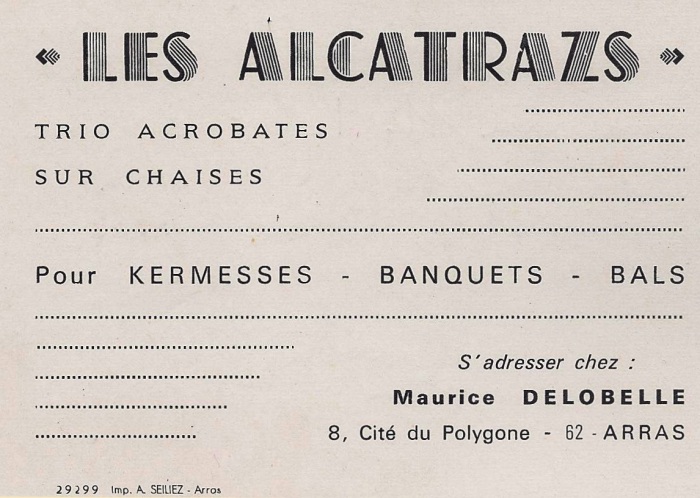 « LES ALCATRAZS »
TRIO ACROBATES
SUR CHAISES
Pour KERMESSES - BANQUETS - BALS
S'adresser chez :
Maurice DELOBELLE
8, Cité du Polygone - 62 - ARRAS
29299 Imp. A. SEILIEZ - Arras